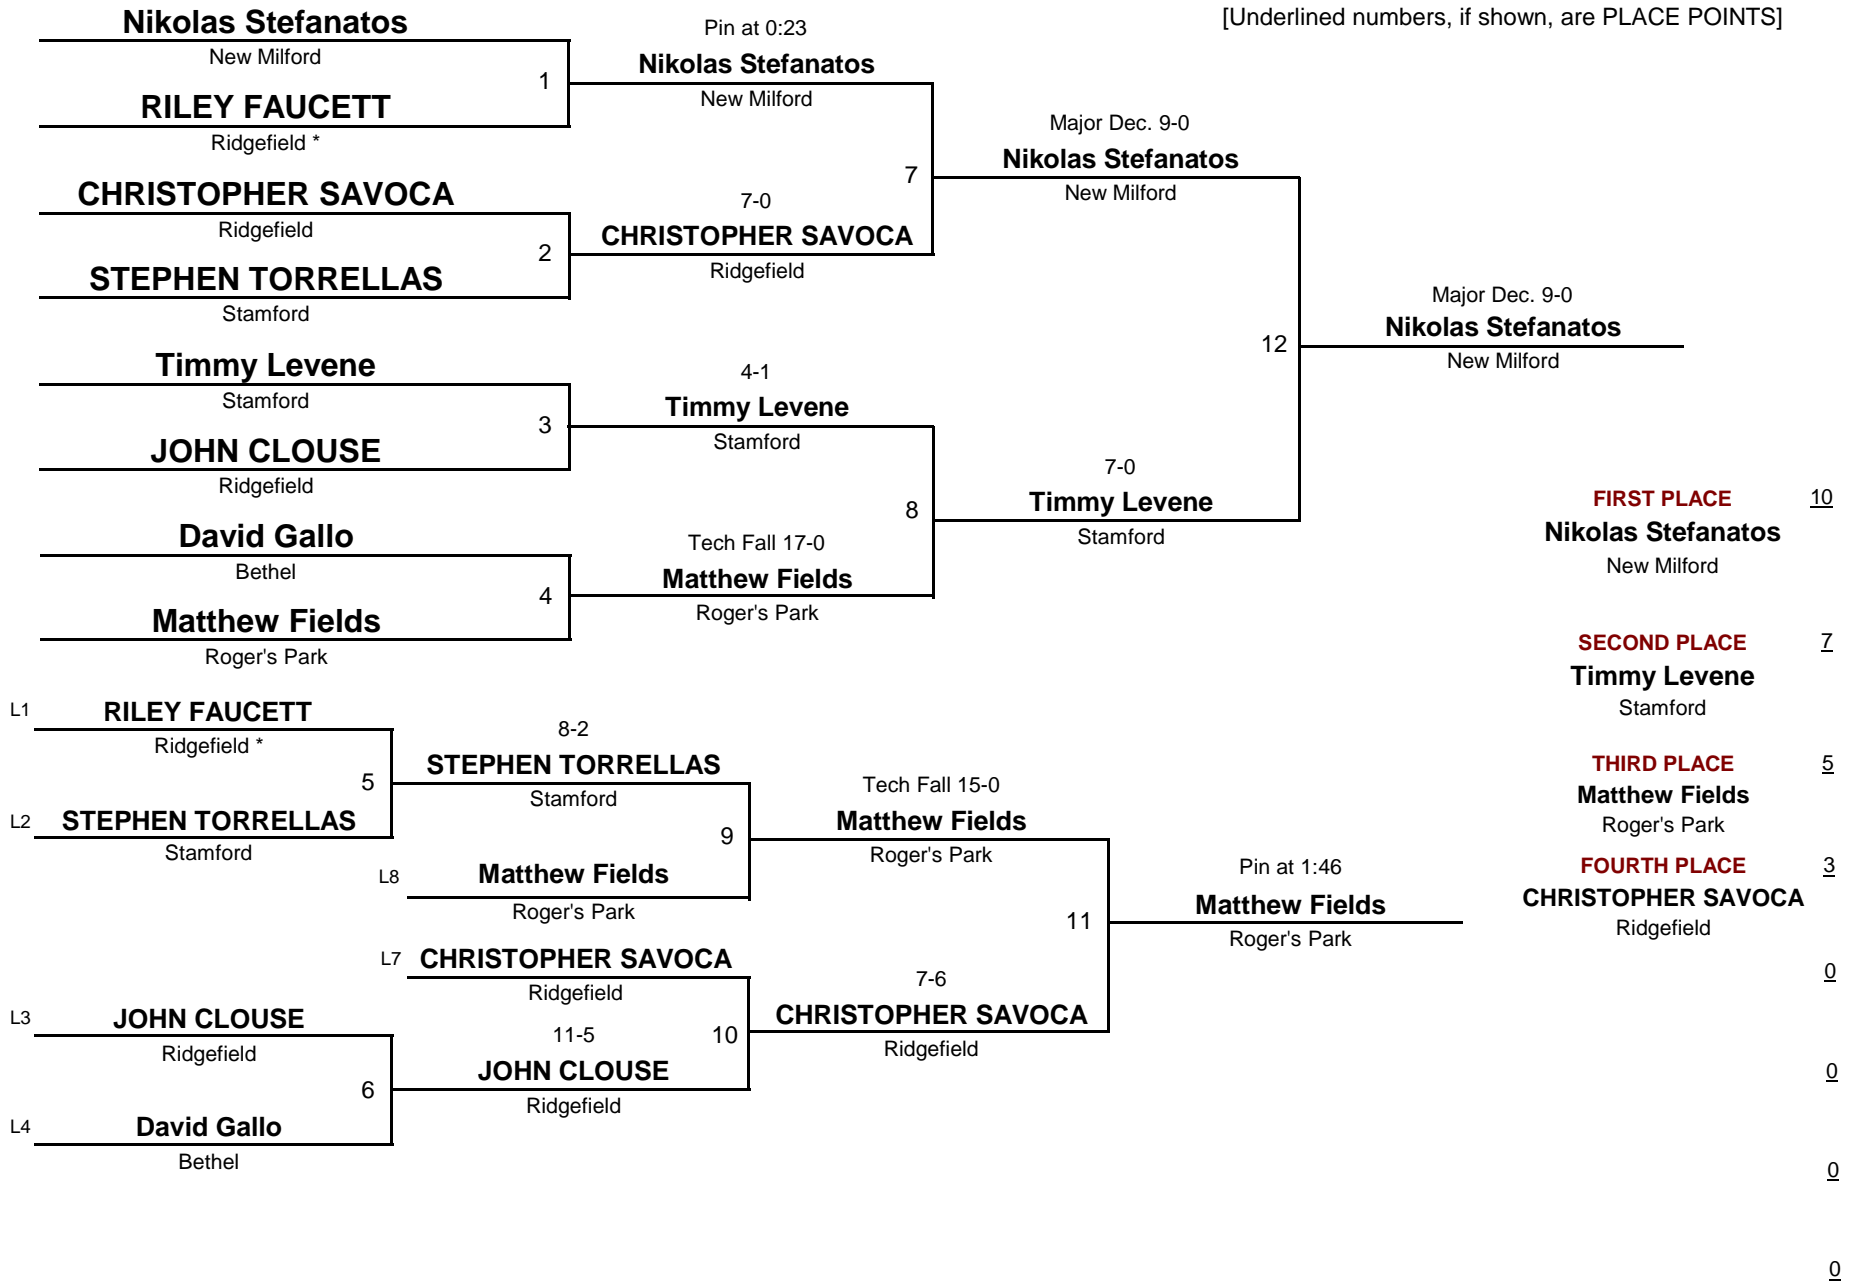 [Underlined numbers, if shown, are PLACE POINTS]
Nikolas Stefanatos
New Milford
1
RILEY FAUCETT
Ridgefield *
CHRISTOPHER SAVOCA
Ridgefield
2
STEPHEN TORRELLAS
Stamford
Timmy Levene
Stamford
3
JOHN CLOUSE
Ridgefield
David Gallo
Bethel
4
Matthew Fields
Roger's Park
Pin at 0:23
Nikolas Stefanatos
New Milford
7
7-0
CHRISTOPHER SAVOCA
Ridgefield
4-1
Timmy Levene
Stamford
8
Tech Fall 17-0
Matthew Fields
Roger's Park
Major Dec. 9-0
Nikolas Stefanatos
New Milford
12
7-0
Timmy Levene
Stamford
Major Dec. 9-0
Nikolas Stefanatos
New Milford
L1 RILEY FAUCETT
Ridgefield *
5
L2 STEPHEN TORRELLAS
Stamford
8-2
STEPHEN TORRELLAS
Stamford
9
L8 Matthew Fields
Roger's Park
L7 CHRISTOPHER SAVOCA
Ridgefield
10
11-5
JOHN CLOUSE
Ridgefield
L3 JOHN CLOUSE
Ridgefield
6
L4 David Gallo
Bethel
Tech Fall 15-0
Matthew Fields
Roger's Park
11
7-6
CHRISTOPHER SAVOCA
Ridgefield
Pin at 1:46
Matthew Fields
Roger's Park
FIRST PLACE 10
Nikolas Stefanatos
New Milford
SECOND PLACE 7
Timmy Levene
Stamford
THIRD PLACE 5
Matthew Fields
Roger's Park
FOURTH PLACE 3
CHRISTOPHER SAVOCA
Ridgefield
0
0
0
0